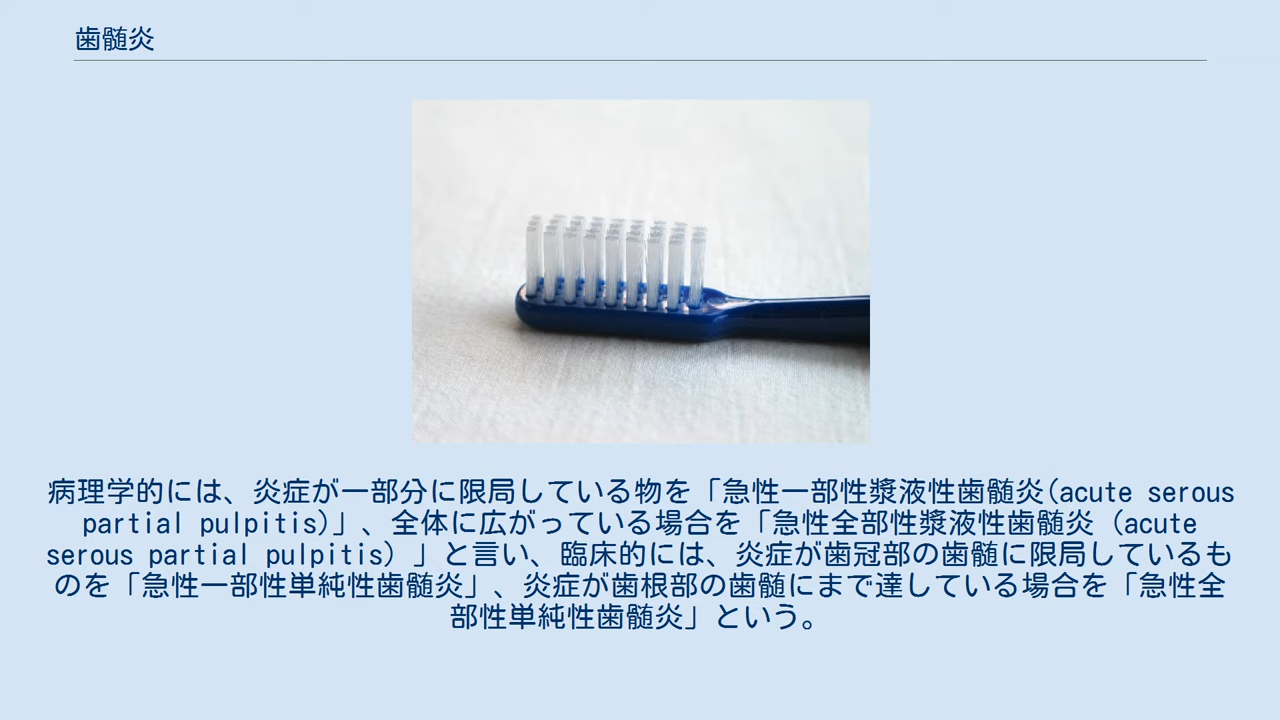 歯髄炎
病理学的には、炎症が一部分に限局している物を「急性一部性漿液性歯髄炎(acute serous
partial pulpitis)」、全体に広がっている場合を「急性全部性漿液性歯髄炎 (acute
serous partial pulpitis) 」と言い、臨床的には、炎症が歯冠部の歯髄に限局しているも
のを「急性一部性単純性歯髄炎」、炎症が歯根部の歯髄にまで達している場合を「急性全
部性単純性歯髄炎」という。